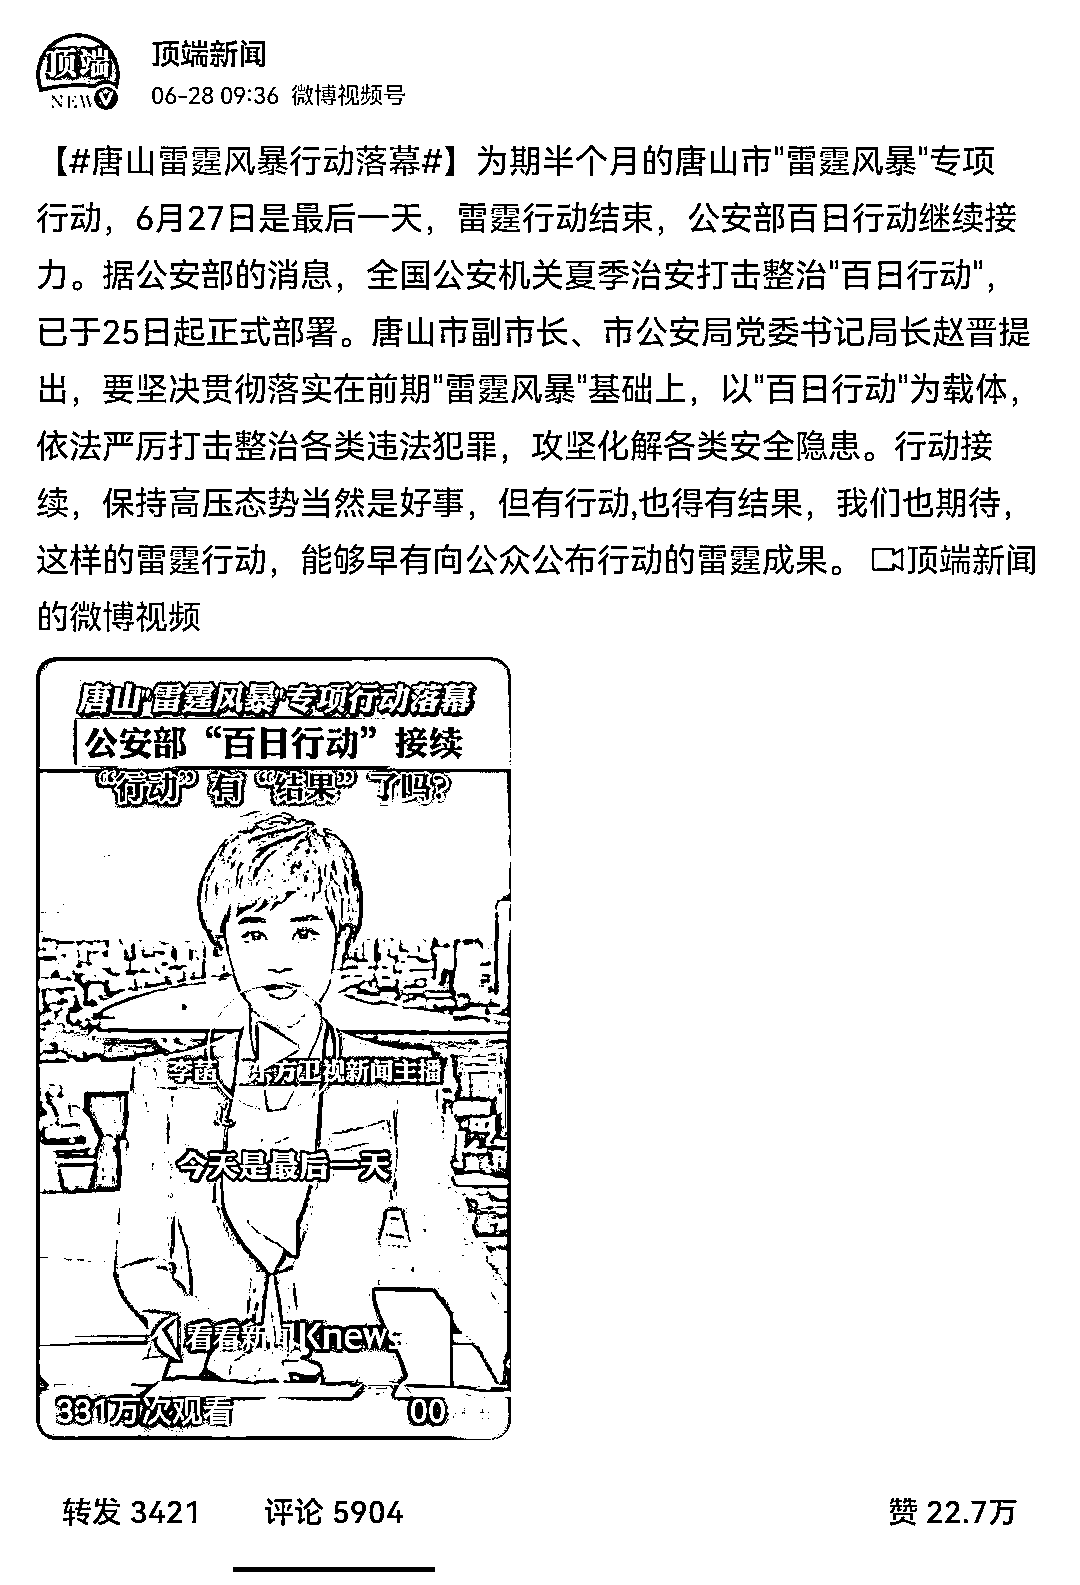 顶端
NEW
顶端新闻
06-28 09:36 微博视频号
【#唐山雷霆风暴行动落幕#】为期半个月的唐山市"雷霆风暴"专项
行动，6月27日是最后一天，雷霆行动结束，公安部百日行动继续接
力。据公安部的消息，全国公安机关夏季治安打击整治"百日行动"，
已于25日起正式部署。唐山市副市长、市公安局党委书记局长赵晋提
出，要坚决贯彻落实在前期"雷霆风暴"基础上，以"百日行动"为载体，
依法严厉打击整治各类违法犯罪，攻坚化解各类安全隐患。行动接
续，保持高压态势当然是好事，但有行动,也得有结果，我们也期待，
这样的雷霆行动，能够早有向公众公布行动的雷霆成果。 顶端新闻
的微博视频
唐山“雷霆风暴”专项行动落幕
公安部“百日行动”接续
“行动”有“结果”了吗?
李菡 东方卫视新闻主播
今天是最后一天
看看新闻Knews
331万次观看
00
转发 3421 评论 5904 赞 22.7万